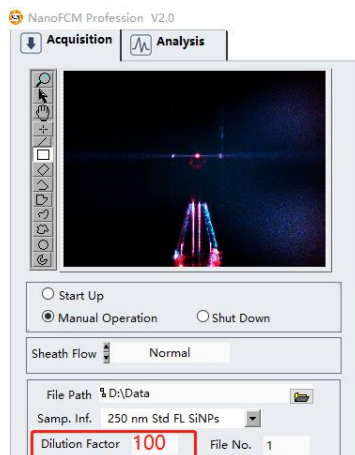 NanoFCM Profession V2.0
Acquisition Analysis
Start Up
Manual Operation Shut Down
Sheath Flow Normal
File Path D:\Data
Samp. Inf. 250 nm Std FL SiNPs
Dilution Factor 100 File No. 1